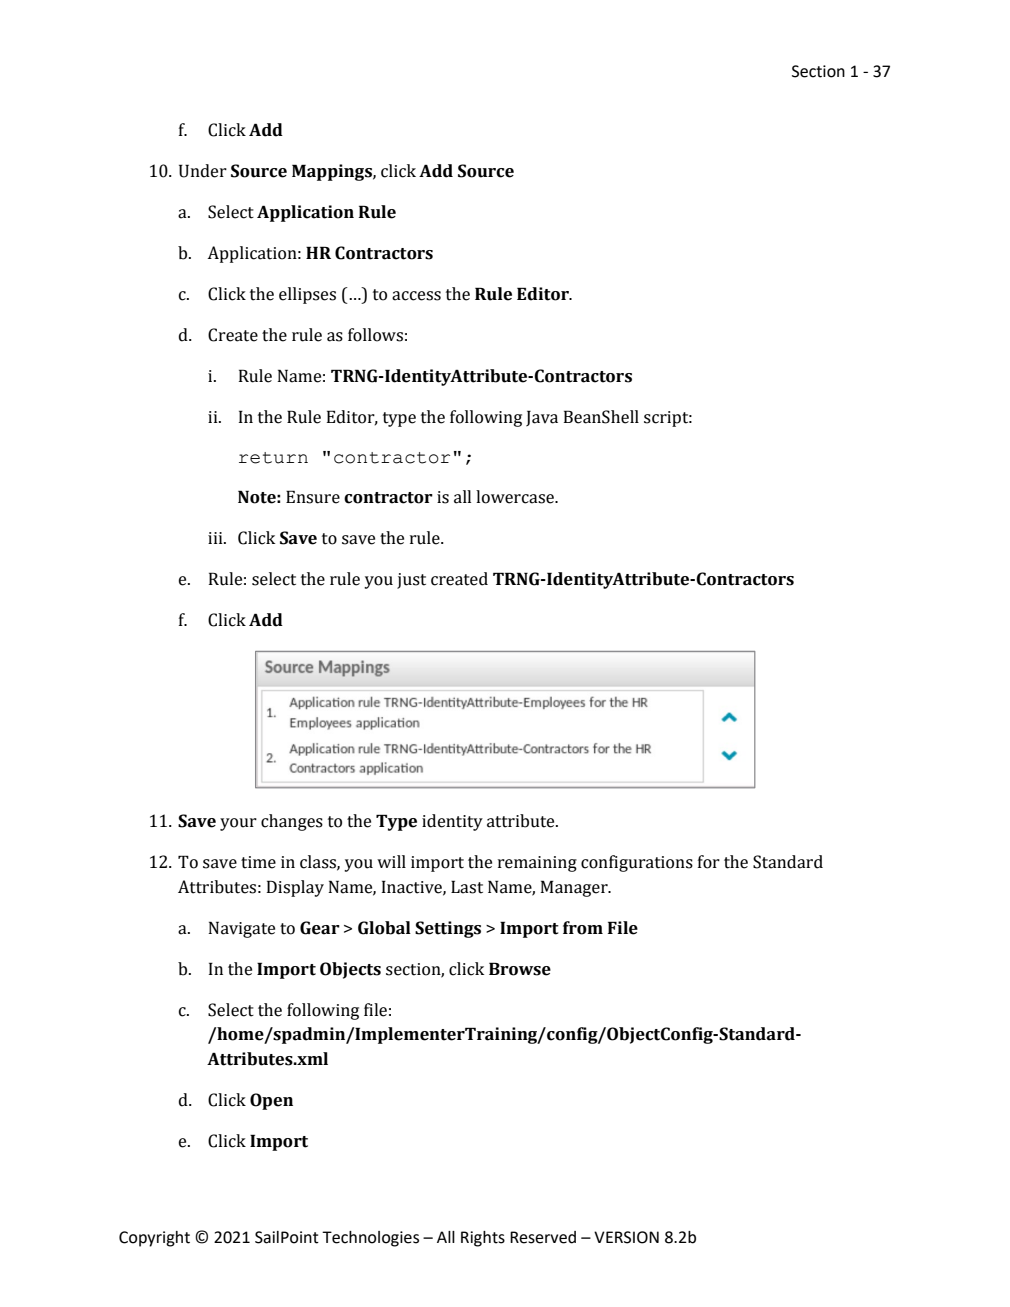 Section 1 - 37
f. Click Add
10. Under Source Mappings, click Add Source
a. Select Application Rule
b. Application: HR Contractors
c. Click the ellipses (…) to access the Rule Editor.
d. Create the rule as follows:
i. Rule Name: TRNG-IdentityAttribute-Contractors
ii. In the Rule Editor, type the following Java BeanShell script:
return "contractor";
Note: Ensure contractor is all lowercase.
iii. Click Save to save the rule.
e. Rule: select the rule you just created TRNG-IdentityAttribute-Contractors
f. Click Add
Source Mappings
1. Application rule TRNG-IdentityAttribute-Employees for the HR
Employees application
2. Application rule TRNG-IdentityAttribute-Contractors for the HR
Contractors application
11. Save your changes to the Type identity attribute.
12. To save time in class, you will import the remaining configurations for the Standard
Attributes: Display Name, Inactive, Last Name, Manager.
a. Navigate to Gear > Global Settings > Import from File
b. In the Import Objects section, click Browse
c. Select the following file:
/home/spadmin/ImplementerTraining/config/ObjectConfig-Standard-
Attributes.xml
d. Click Open
e. Click Import
Copyright © 2021 SailPoint Technologies – All Rights Reserved – VERSION 8.2b